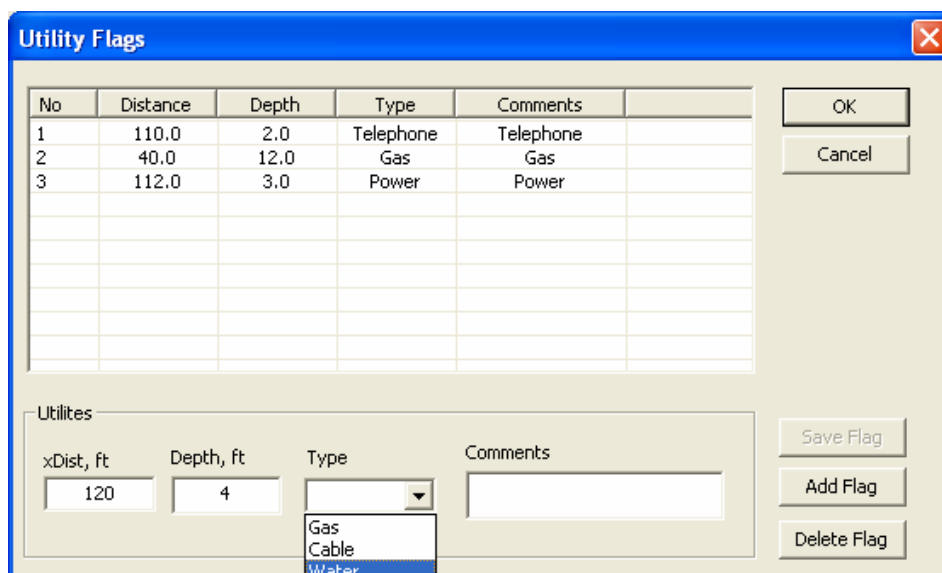 Utility Flags
No Distance Depth Type Comments
1 110.0 2.0 Telephone Telephone
2 40.0 12.0 Gas Gas
3 112.0 3.0 Power Power
OK
Cancel
Utilites
xDist, ft Depth, ft Type Comments
120 4
Gas
Cable
Water
Save Flag
Add Flag
Delete Flag